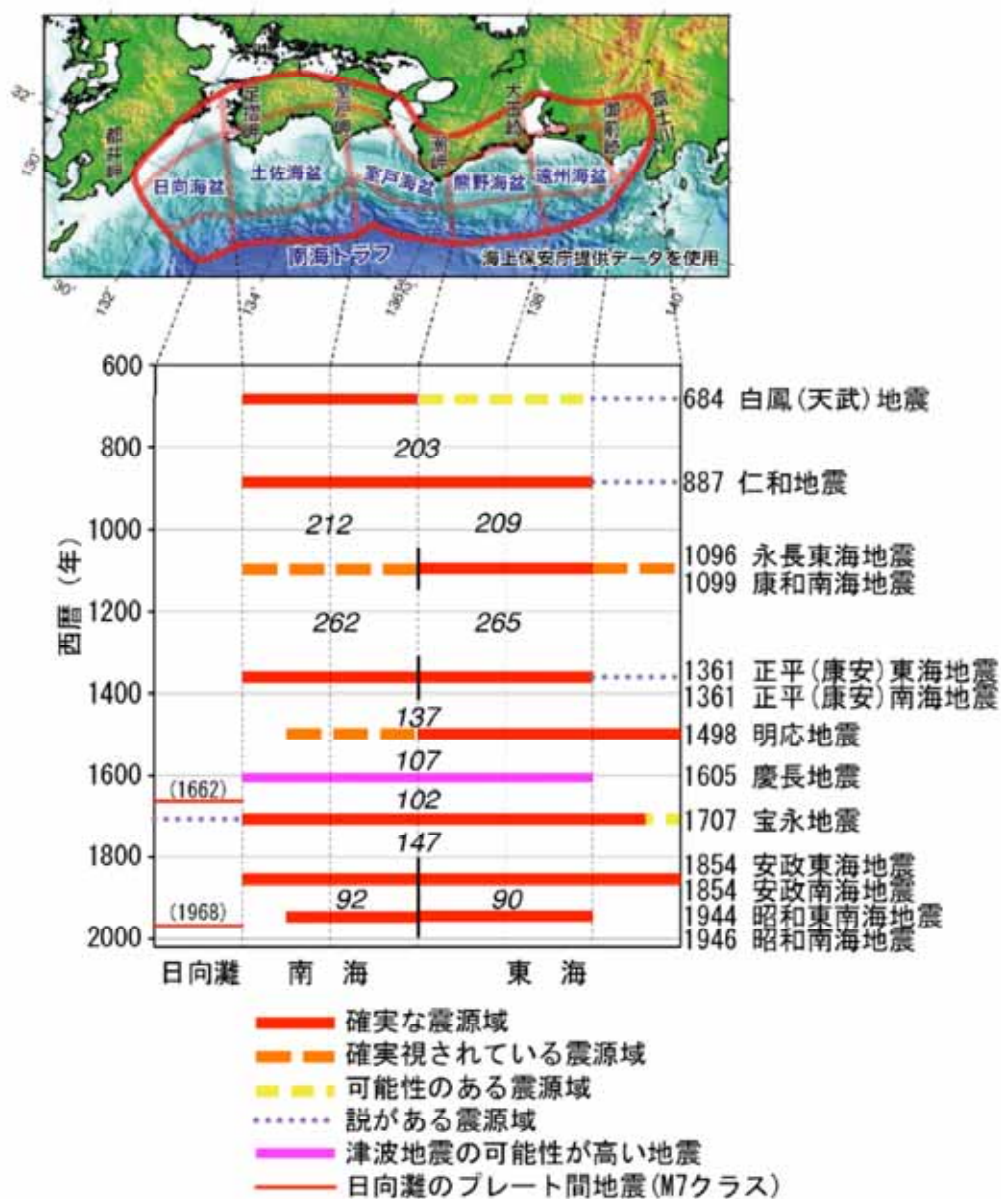 都井岬
足摺岬
室戸岬
潮岬
大王崎
御前崎
富士川
日向海盆
土佐海盆
室戸海盆
熊野海盆
遠州海盆
南海トラフ
海上保安庁提供データを使用
130°
132°
134°
136°
138°
140°
600
800
1000
1200
1400
1600
1800
2000
西暦(年)
684 白鳳(天武)地震
203
887 仁和地震
212
209
1096 永長東海地震
1099 康和南海地震
262
265
1361 正平(康安)東海地震
1361 正平(康安)南海地震
137
1498 明応地震
107
1605 慶長地震
(1662)
102
1707 宝永地震
147
1854 安政東海地震
1854 安政南海地震
(1968)
92
90
1944 昭和東南海地震
1946 昭和南海地震
日向灘 南 海 東 海
確実な震源域
確実視されている震源域
可能性のある震源域
説がある震源域
津波地震の可能性が高い地震
日向灘のプレート間地震(M7クラス)